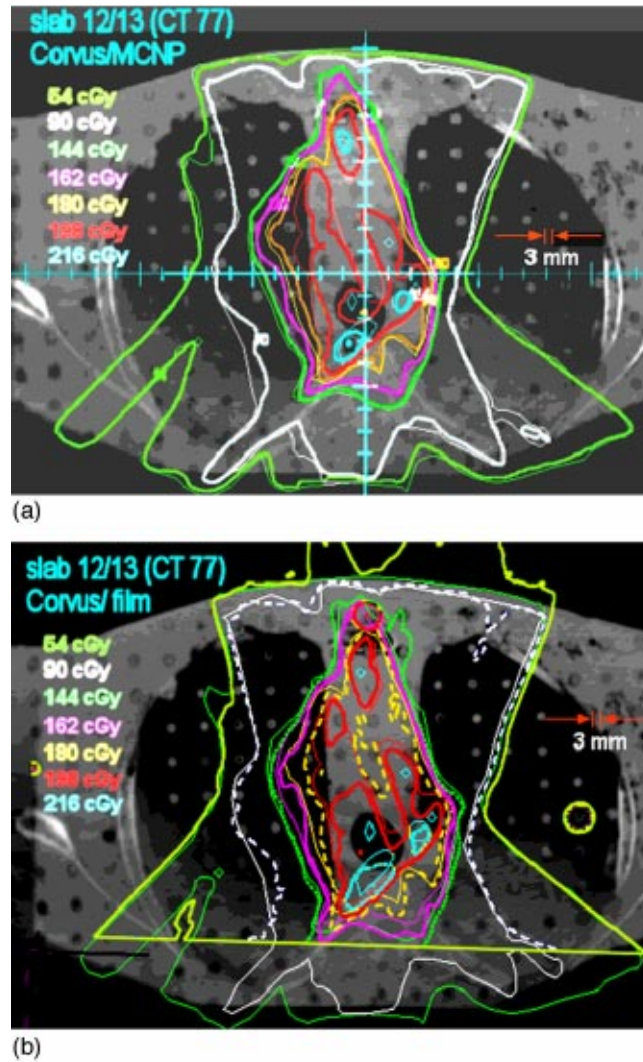 slab 12/13 (CT 77)
Corvus/MCNP
54 cGy
90 cGy
144 cGy
162 cGy
180 cGy
198 cGy
216 cGy
3 mm
(a)
slab 12/13 (CT 77)
Corvus/ film
54 cGy
90 cGy
144 cGy
162 cGy
180 cGy
198 cGy
216 cGy
3 mm
(b)